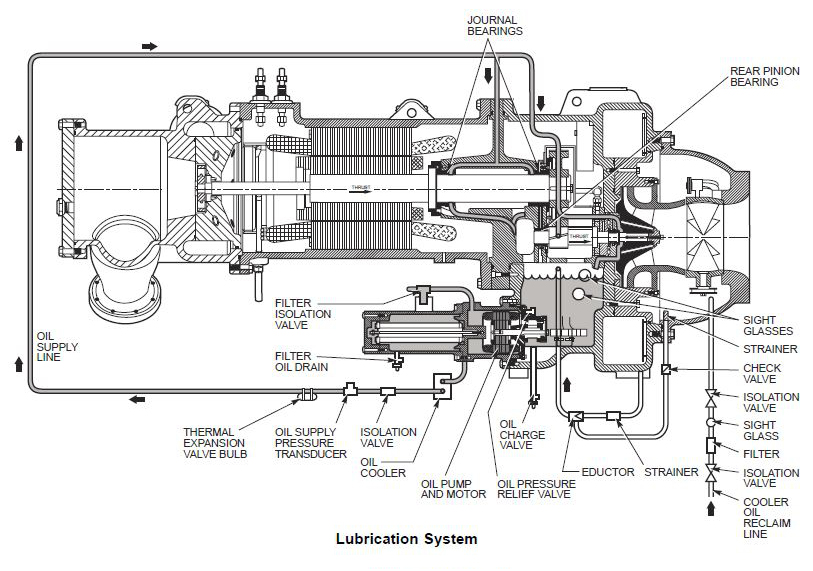 JOURNAL
BEARINGS
REAR PINION
BEARING
THRUST
THRUST
FILTER
ISOLATION
VALVE
OIL
SUPPLY
LINE
FILTER
OIL DRAIN
SIGHT
GLASSES
STRAINER
CHECK
VALVE
ISOLATION
VALVE
SIGHT
GLASS
FILTER
ISOLATION
VALVE
COOLER
OIL
RECLAIM
LINE
THERMAL
EXPANSION
VALVE BULB
OIL SUPPLY
PRESSURE
TRANSDUCER
ISOLATION
VALVE
OIL
COOLER
OIL PUMP
AND MOTOR
OIL
CHARGE
VALVE
OIL PRESSURE
RELIEF VALVE
EDUCTOR
STRAINER
Lubrication System